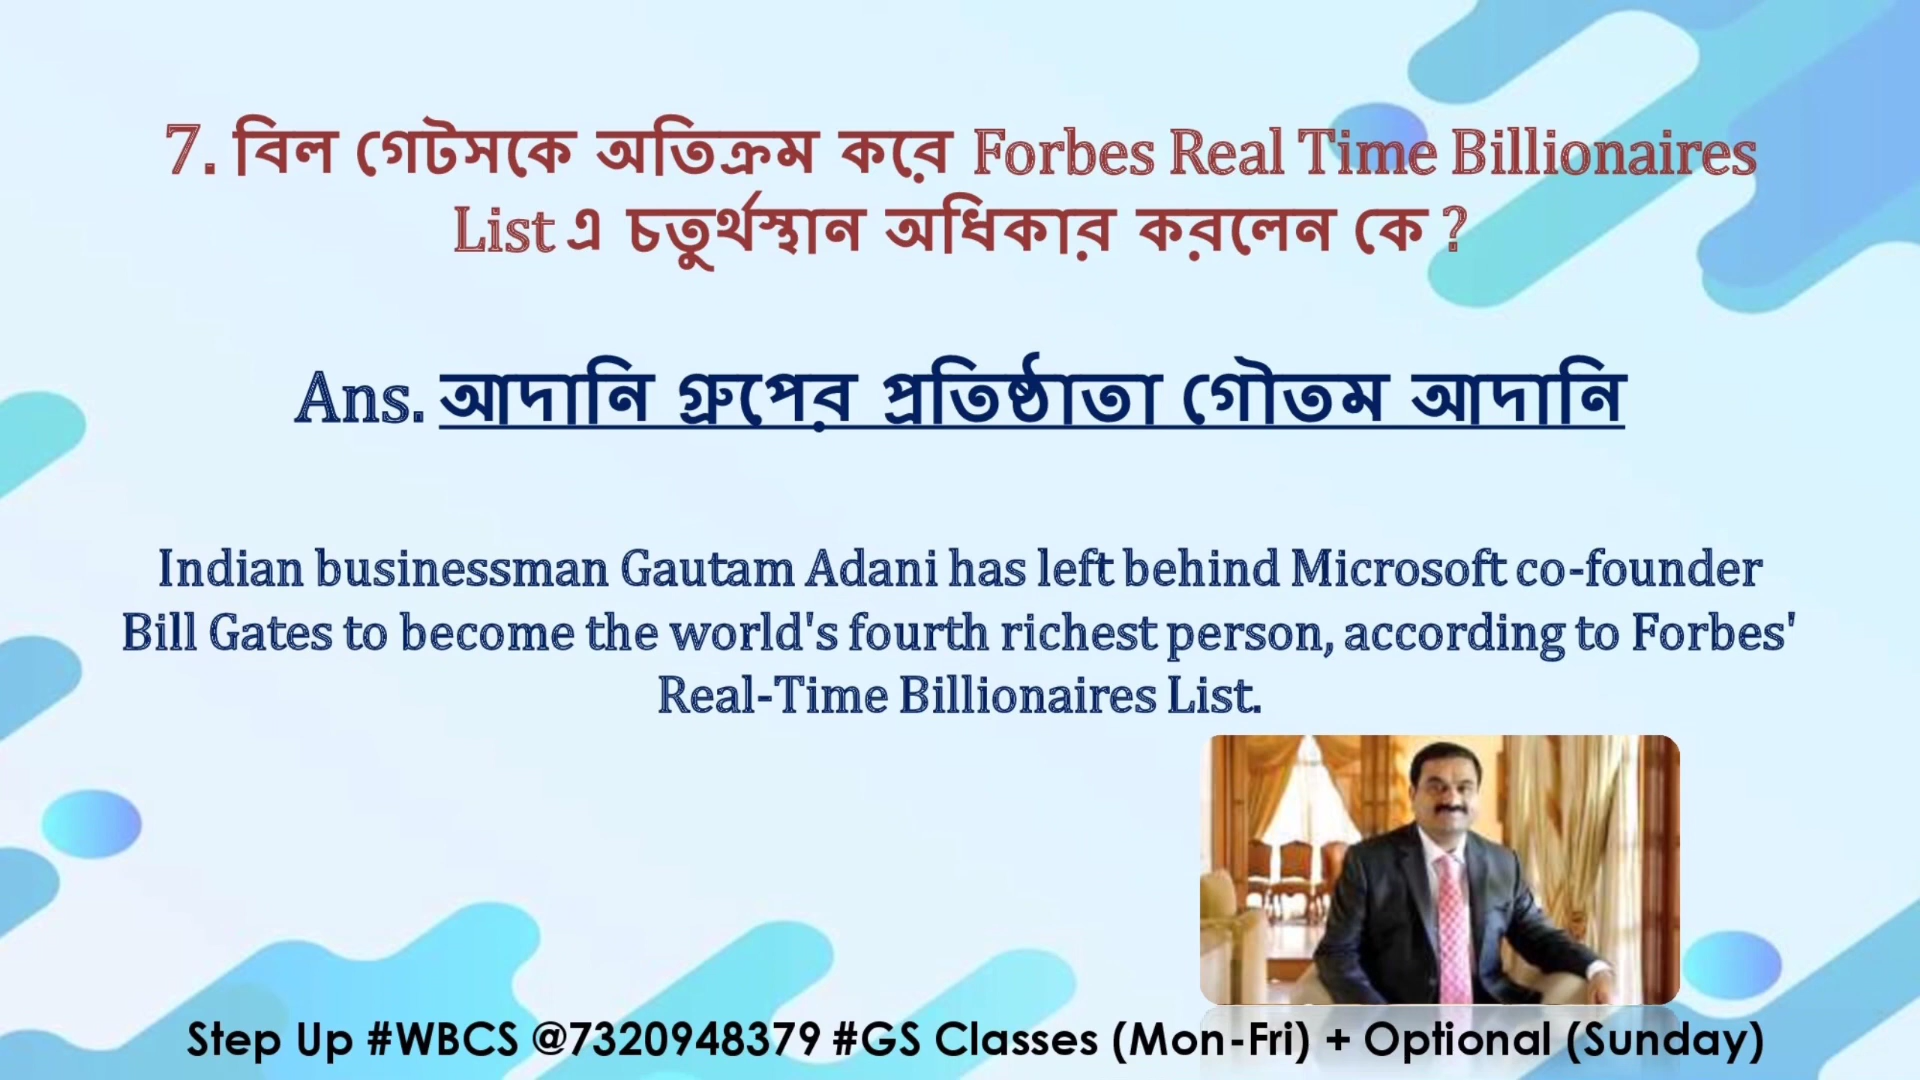 7. বিল গেটসকে অতিক্রম করে Forbes Real Time Billionaires
List এ চতুর্থস্থান অধিকার করলেন কে ?
Ans. আদানি গ্রুপের প্রতিষ্ঠাতা গৌতম আদানি
Indian businessman Gautam Adani has left behind Microsoft co-founder
Bill Gates to become the world's fourth richest person, according to Forbes'
Real-Time Billionaires List.
Step Up #WBCS @7320948379 #GS Classes (Mon-Fri) + Optional (Sunday)